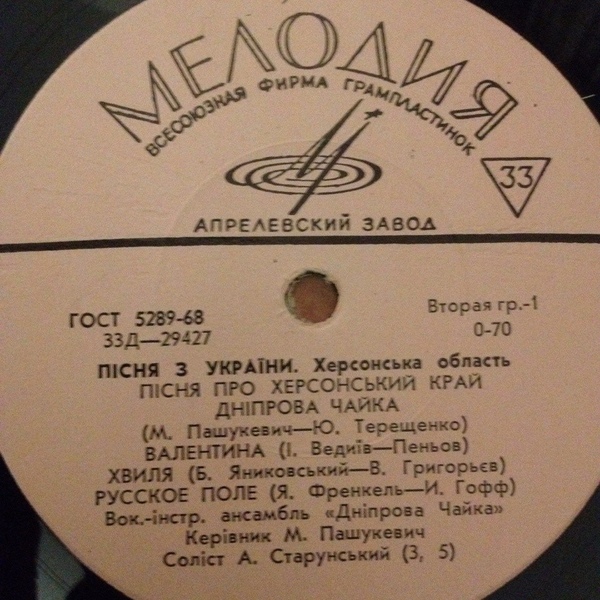 МЕЛОДИЯ
ВСЕСОЮЗНАЯ ФИРМА ГРАМПЛАСТИНОК
33
АПРЕЛЕВСКИЙ ЗАВОД
ГОСТ 5289-68
33Д—29427
Вторая гр.-1
0-70
ПІСНЯ З УКРАЇНИ. Херсонська область
ПІСНЯ ПРО ХЕРСОНСЬКИЙ КРАЙ
ДНІПРОВА ЧАЙКА
(М. Пашукевич—Ю. Терещенко)
ВАЛЕНТИНА (І. Ведиїв—Пеньов)
ХВИЛЯ (Б. Яниковський—В. Григорьєв)
РУССКОЕ ПОЛЕ (Я. Френкель—И. Гофф)
Вок.-інстр. ансамбль «Дніпрова Чайка»
Керівник М. Пашукевич
Соліст А. Старунський (3, 5)